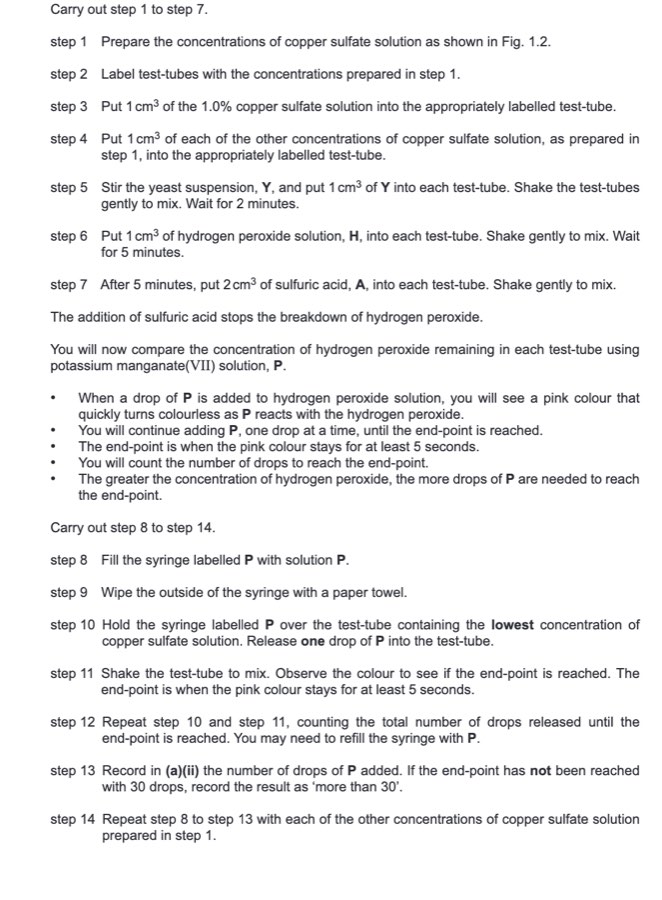 Carry out step 1 to step 7.
step 1 Prepare the concentrations of copper sulfate solution as shown in Fig. 1.2.
step 2 Label test-tubes with the concentrations prepared in step 1.
step 3 Put 1 cm³ of the 1.0% copper sulfate solution into the appropriately labelled test-tube.
step 4 Put 1 cm³ of each of the other concentrations of copper sulfate solution, as prepared in
step 1, into the appropriately labelled test-tube.
step 5 Stir the yeast suspension, Y, and put 1 cm³ of Y into each test-tube. Shake the test-tubes
gently to mix. Wait for 2 minutes.
step 6 Put 1 cm³ of hydrogen peroxide solution, H, into each test-tube. Shake gently to mix. Wait
for 5 minutes.
step 7 After 5 minutes, put 2 cm³ of sulfuric acid, A, into each test-tube. Shake gently to mix.
The addition of sulfuric acid stops the breakdown of hydrogen peroxide.
You will now compare the concentration of hydrogen peroxide remaining in each test-tube using
potassium manganate(VII) solution, P.
• When a drop of P is added to hydrogen peroxide solution, you will see a pink colour that
quickly turns colourless as P reacts with the hydrogen peroxide.
• You will continue adding P, one drop at a time, until the end-point is reached.
• The end-point is when the pink colour stays for at least 5 seconds.
• You will count the number of drops to reach the end-point.
• The greater the concentration of hydrogen peroxide, the more drops of P are needed to reach
the end-point.
Carry out step 8 to step 14.
step 8 Fill the syringe labelled P with solution P.
step 9 Wipe the outside of the syringe with a paper towel.
step 10 Hold the syringe labelled P over the test-tube containing the lowest concentration of
copper sulfate solution. Release one drop of P into the test-tube.
step 11 Shake the test-tube to mix. Observe the colour to see if the end-point is reached. The
end-point is when the pink colour stays for at least 5 seconds.
step 12 Repeat step 10 and step 11, counting the total number of drops released until the
end-point is reached. You may need to refill the syringe with P.
step 13 Record in (a)(ii) the number of drops of P added. If the end-point has not been reached
with 30 drops, record the result as 'more than 30'.
step 14 Repeat step 8 to step 13 with each of the other concentrations of copper sulfate solution
prepared in step 1.